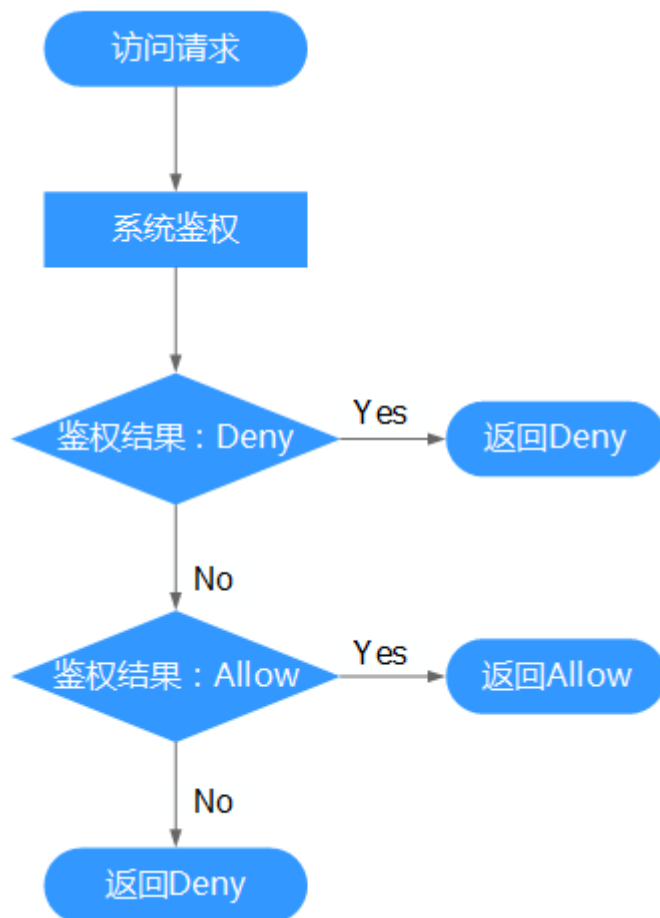 访问请求
系统鉴权
鉴权结果：Deny
Yes
返回Deny
No
鉴权结果：Allow
Yes
返回Allow
No
返回Deny